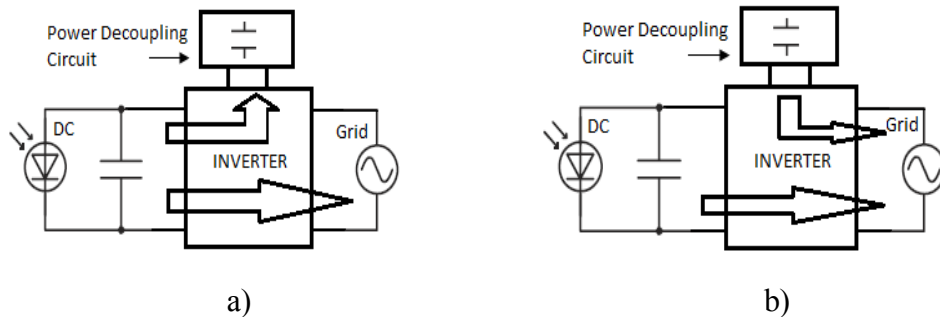 Power Decoupling
Circuit
DC
Grid
INVERTER
a)
Power Decoupling
Circuit
DC
Grid
INVERTER
b)